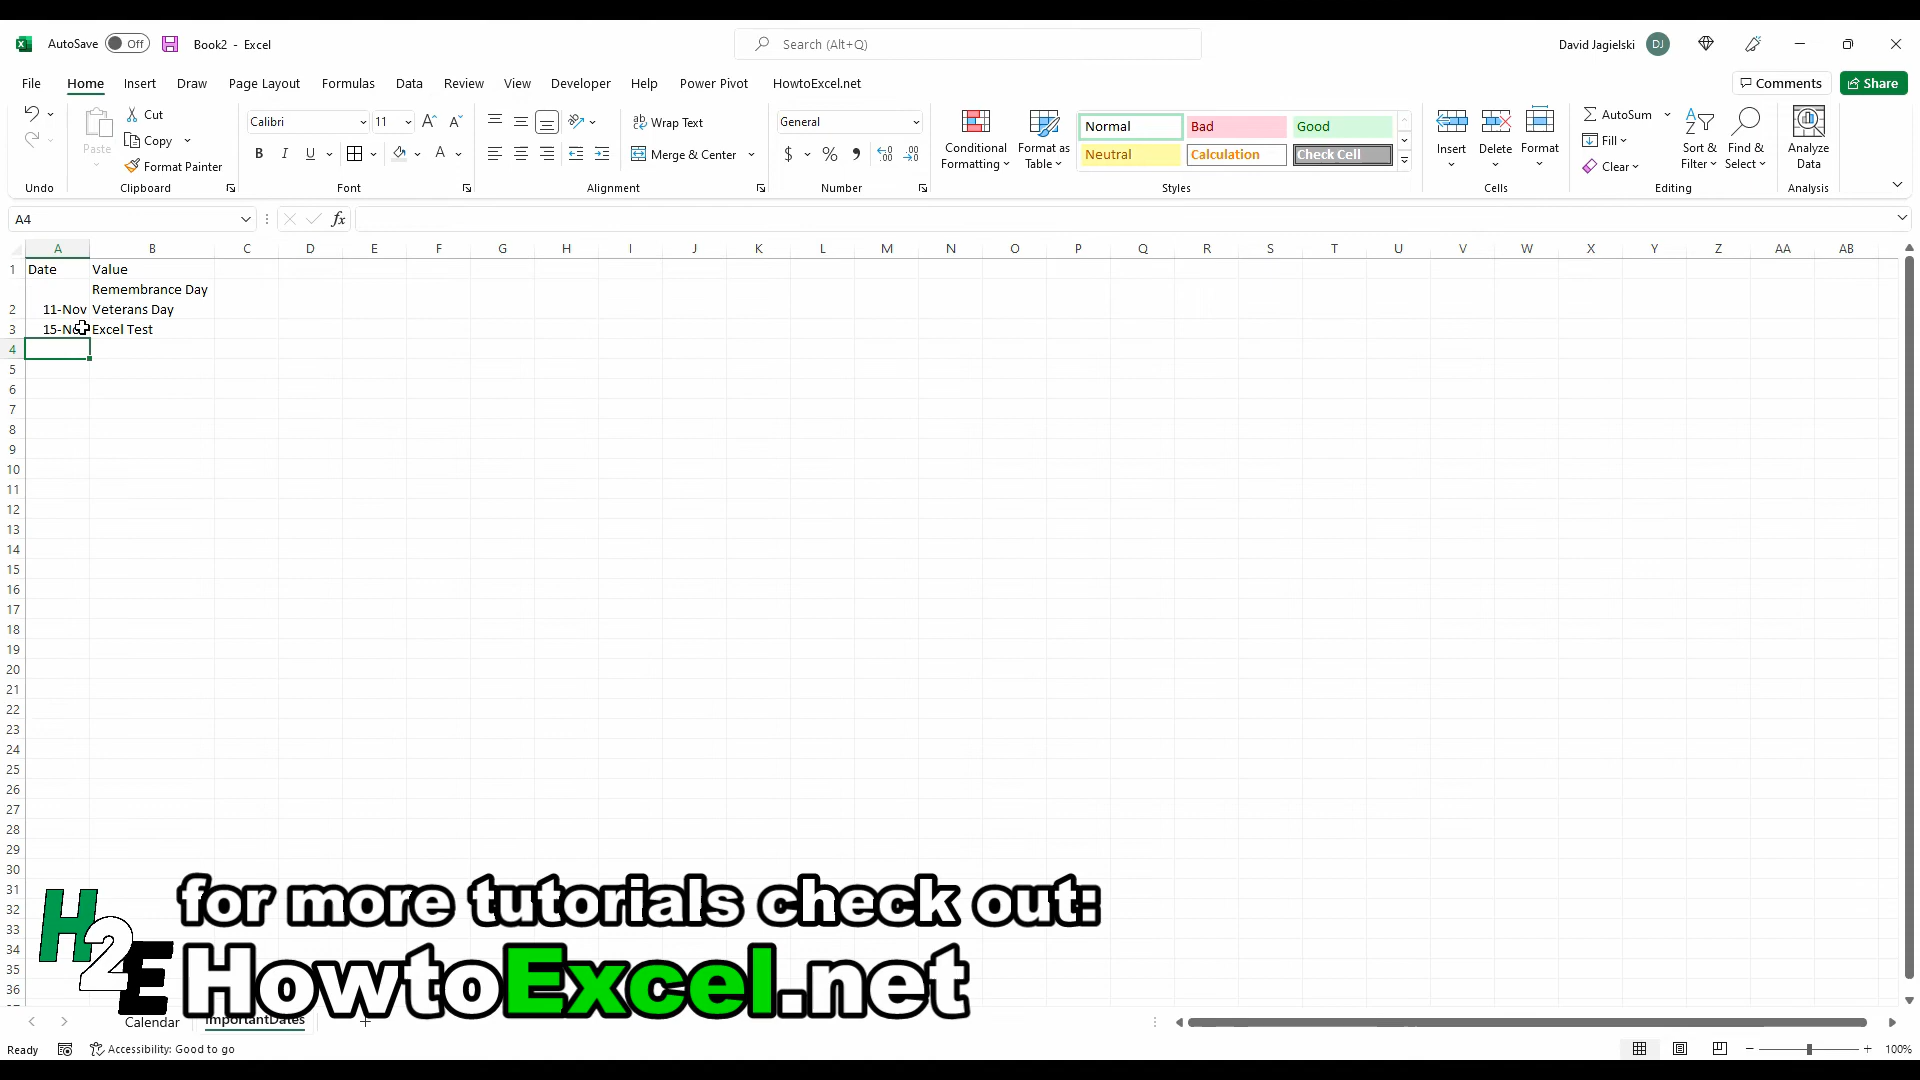 AutoSave Off Book2 - Excel Search (Alt+Q) David Jagielski DJ
File Home Insert Draw Page Layout Formulas Data Review View Developer Help Power Pivot HowtoExcel.net Comments Share
Cut
Copy
Format Painter
Paste
Undo
Clipboard
Calibri 11
B I U
Font
Wrap Text
Merge & Center
Alignment
General
$ % 9
Number
Conditional Formatting
Format as Table
Normal Bad Good
Neutral Calculation Check Cell
Styles
Insert Delete Format
Cells
AutoSum
Fill
Clear
Sort & Filter
Find & Select
Editing
Analyze Data
Analysis
A4 fx
A B C D E F G H I J K L M N O P Q R S T U V W X Y Z AA AB
1 Date Value
Remembrance Day
2 11-Nov Veterans Day
3 15-Nov Excel Test
4
5
6
7
8
9
10
11
12
13
14
15
16
17
18
19
20
21
22
23
24
25
26
27
28
29
30
31
32
33
34
35
36
for more tutorials check out:
H2E HowtoExcel.net
Calendar ImportantDates
Ready Accessibility: Good to go 100%